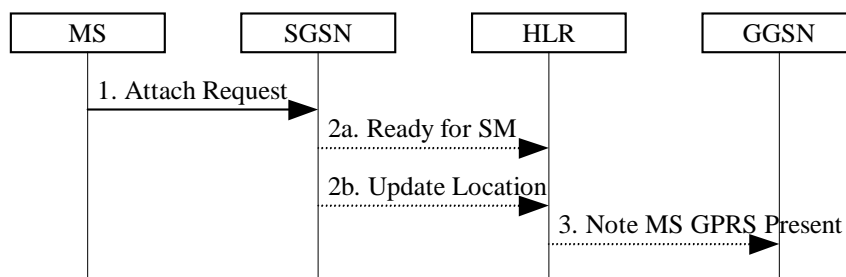 MS SGSN HLR GGSN
1. Attach Request
2a. Ready for SM
2b. Update Location
3. Note MS GPRS Present